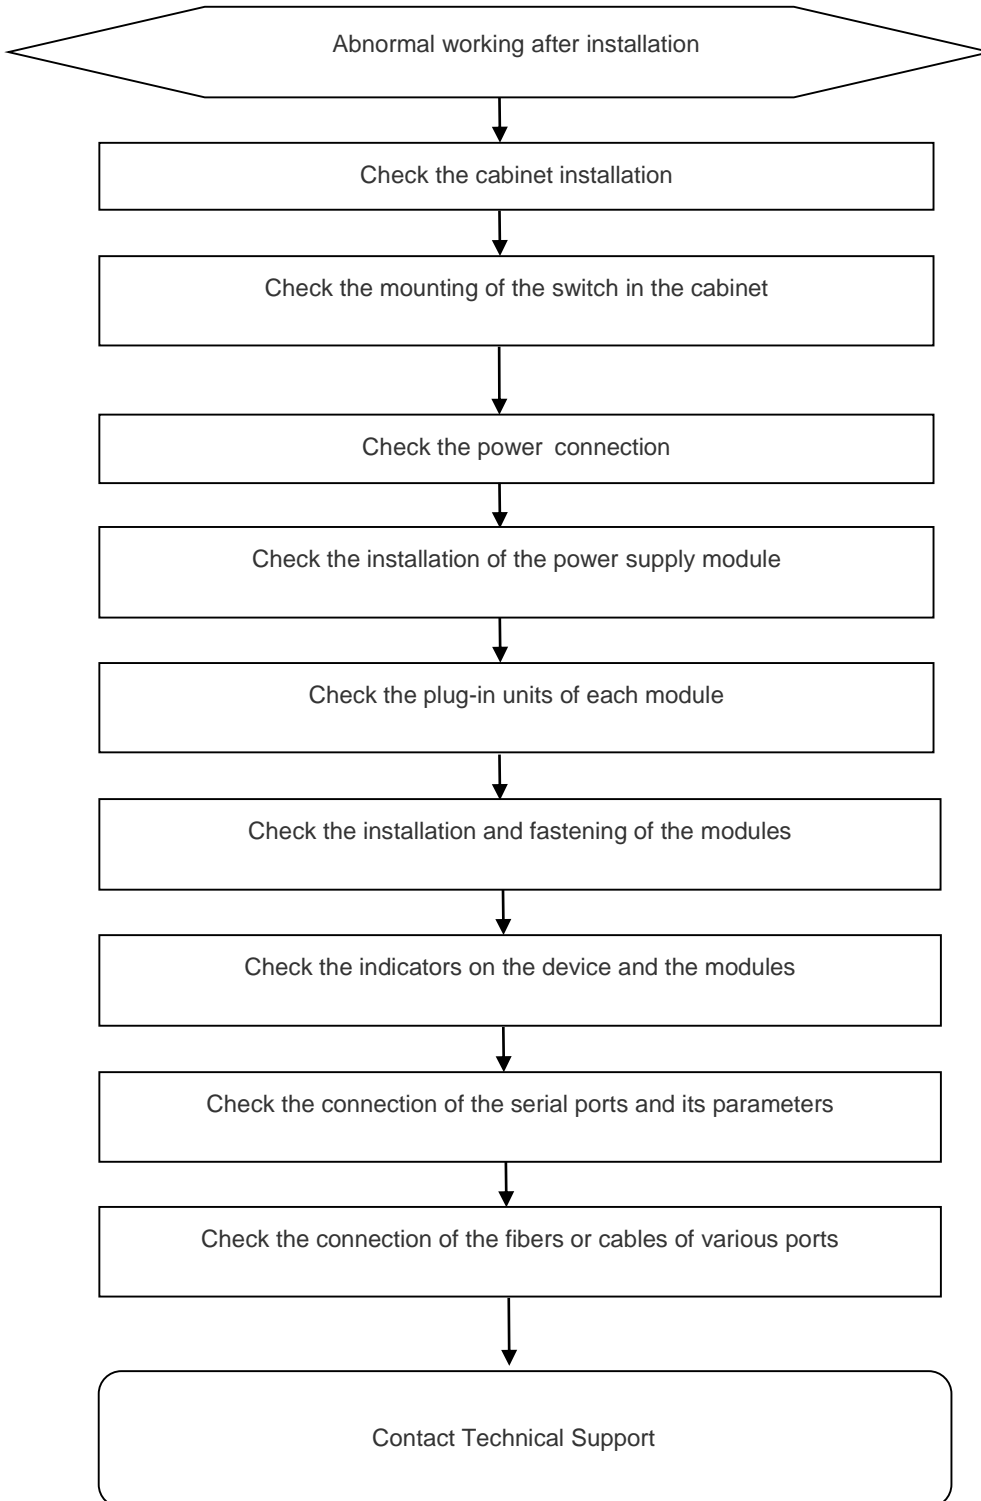 Abnormal working after installation
Check the cabinet installation
Check the mounting of the switch in the cabinet
Check the power  connection
Check the installation of the power supply module
Check the plug-in units of each module
Check the installation and fastening of the modules
Check the indicators on the device and the modules
Check the connection of the serial ports and its parameters
Check the connection of the fibers or cables of various ports
Contact Technical Support